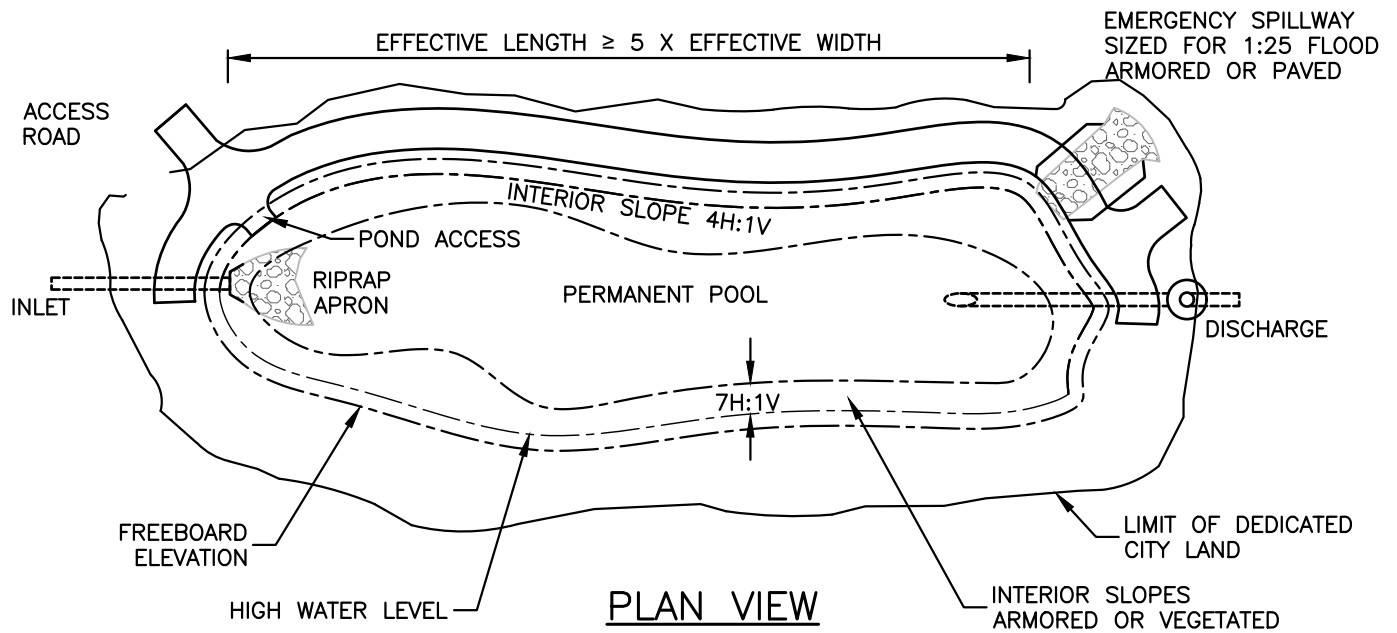 EFFECTIVE LENGTH ≥ 5 X EFFECTIVE WIDTH
EMERGENCY SPILLWAY
SIZED FOR 1:25 FLOOD
ARMORED OR PAVED
ACCESS
ROAD
INTERIOR SLOPE 4H:1V
POND ACCESS
RIPRAP
APRON
PERMANENT POOL
INLET
DISCHARGE
7H:1V
FREEBOARD
ELEVATION
LIMIT OF DEDICATED
CITY LAND
HIGH WATER LEVEL
PLAN VIEW
INTERIOR SLOPES
ARMORED OR VEGETATED